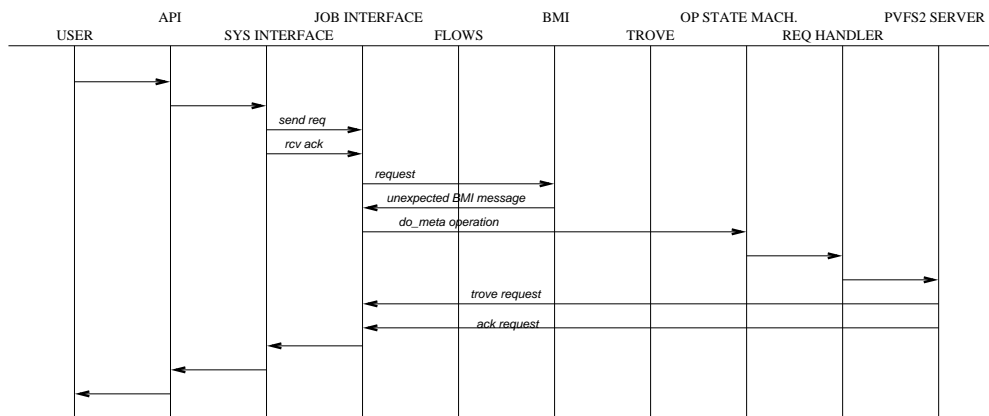 API JOB INTERFACE BMI OP STATE MACH. PVFS2 SERVER
USER SYS INTERFACE FLOWS TROVE REQ HANDLER
send req
rcv ack
request
unexpected BMI message
do_meta operation
trove request
ack request